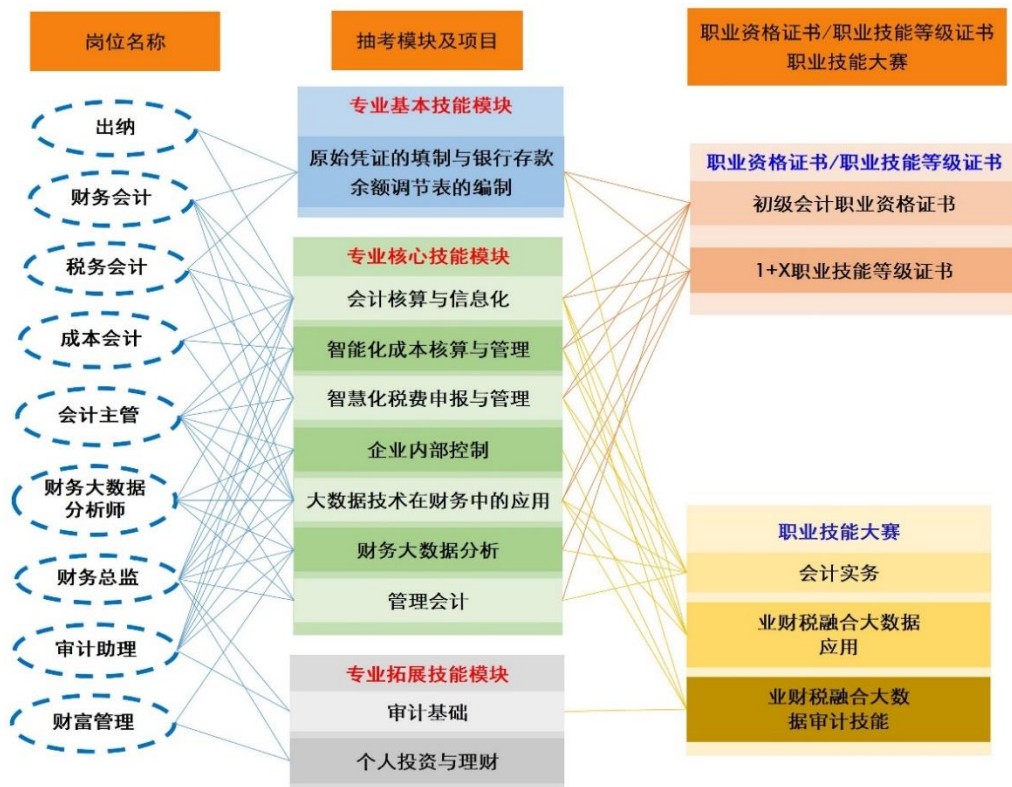 岗位名称
抽考模块及项目
职业资格证书/职业技能等级证书
职业技能大赛
出纳
财务会计
税务会计
成本会计
会计主管
财务大数据
分析师
财务总监
审计助理
财富管理
专业基本技能模块
原始凭证的填制与银行存款
余额调节表的编制
专业核心技能模块
会计核算与信息化
智能化成本核算与管理
智慧化税费申报与管理
企业内部控制
大数据技术在财务中的应用
财务大数据分析
管理会计
专业拓展技能模块
审计基础
个人投资与理财
职业资格证书/职业技能等级证书
初级会计职业资格证书
1+X职业技能等级证书
职业技能大赛
会计实务
业财税融合大数据
应用
业财税融合大数
据审计技能